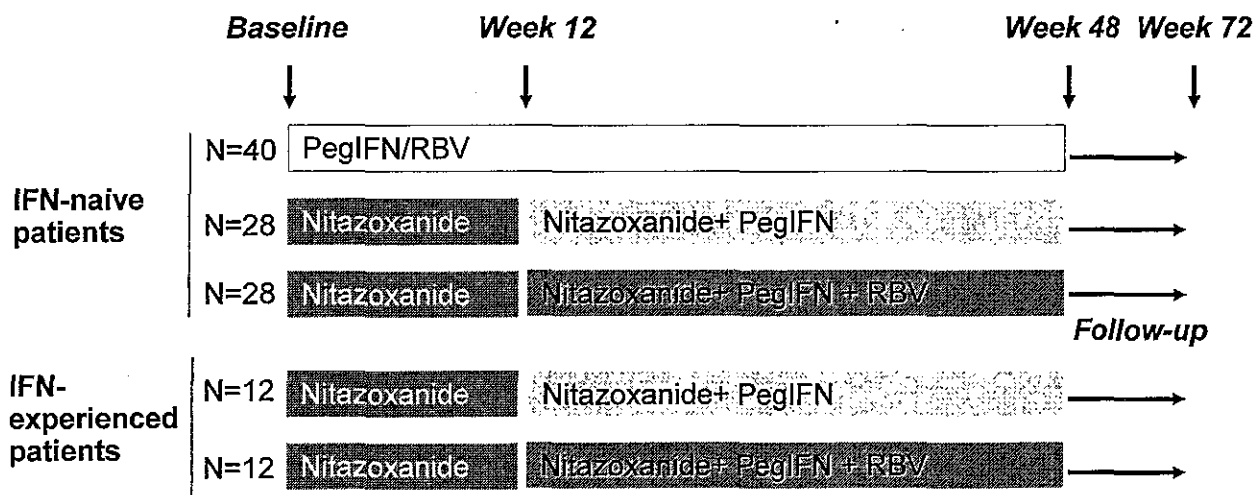 Baseline Week 12 Week 48 Week 72
IFN-naive
patients
N=40 PegIFN/RBV
N=28 Nitazoxanide Nitazoxanide+ PegIFN
N=28 Nitazoxanide Nitazoxanide+ PegIFN + RBV
Follow-up
IFN-
experienced
patients
N=12 Nitazoxanide Nitazoxanide+ PegIFN
N=12 Nitazoxanide Nitazoxanide+ PegIFN + RBV